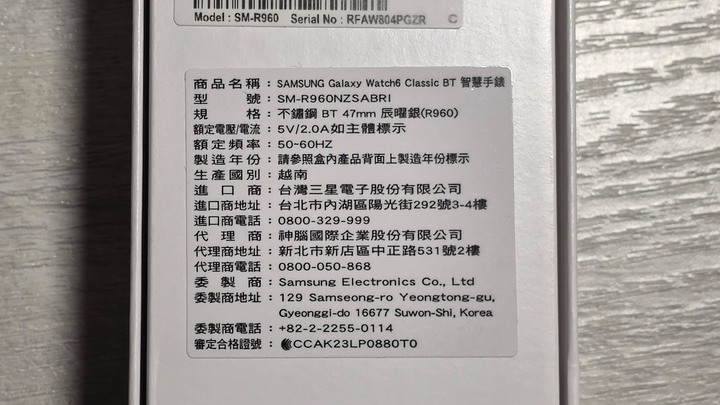 Model : SM-R960 Serial No : RFAW804PGZR C
商品名稱： SAMSUNG Galaxy Watch6 Classic BT 智慧手錶
型 號： SM-R960NZSABRI
規 格： 不鏽鋼 BT 47mm 辰曜銀(R960)
額定電壓/電流： 5V/2.0A如主體標示
額定頻率： 50~60HZ
製造年份： 請參照盒內產品背面上製造年份標示
生產國別： 越南
進口商： 台灣三星電子股份有限公司
進口商地址： 台北市內湖區陽光街292號3-4樓
進口商電話： 0800-329-999
代理商： 神腦國際企業股份有限公司
代理商地址： 新北市新店區中正路531號2樓
代理商電話： 0800-050-868
委製商： Samsung Electronics Co., Ltd
委製商地址： 129 Samseong-ro Yeongtong-gu,
Gyeonggi-do 16677 Suwon-Shi, Korea
委製商電話： +82-2-2255-0114
審定合格證號： CCAK23LP0880T0